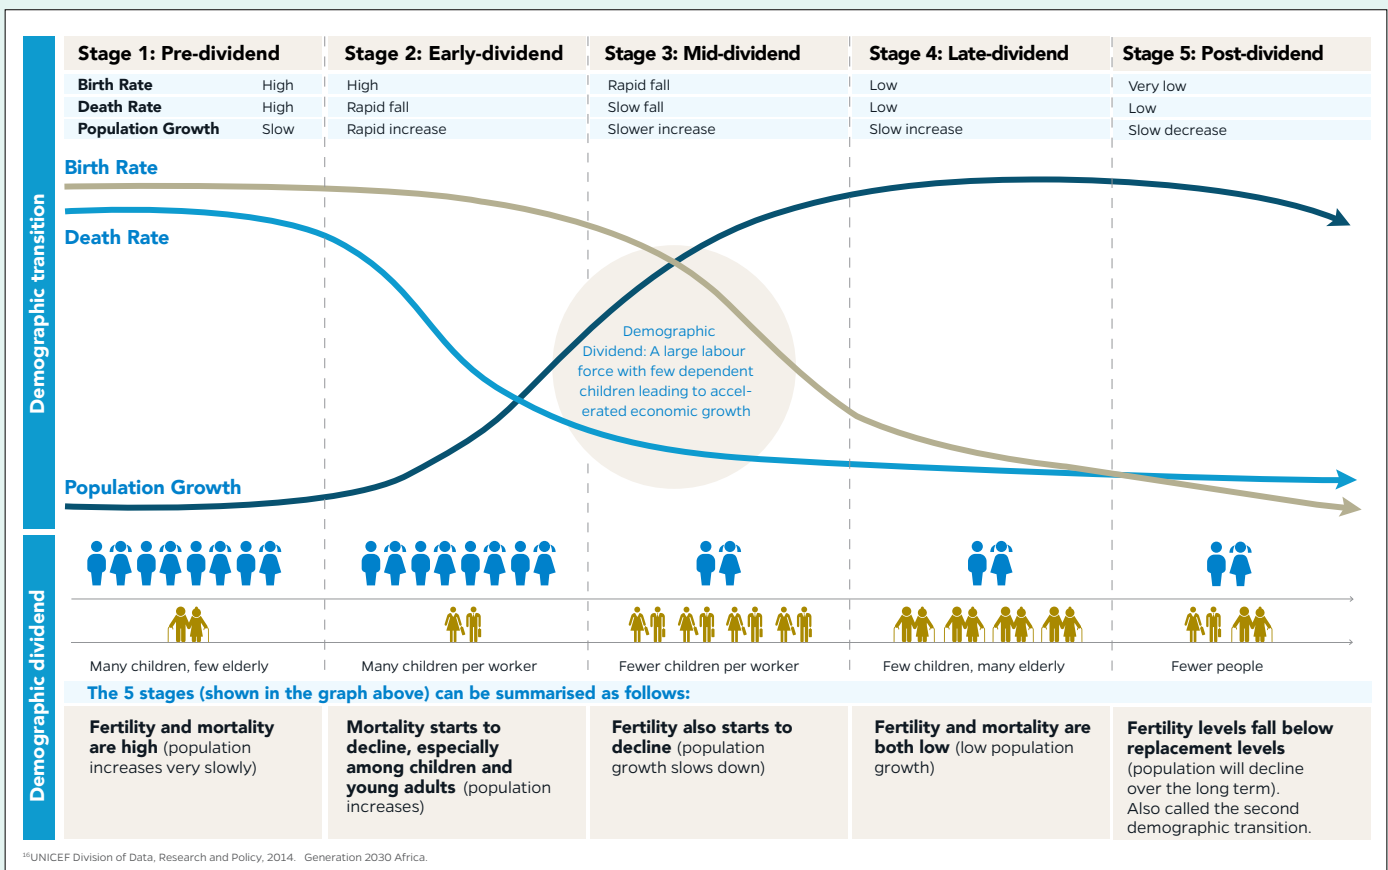 Stage 1: Pre-dividend
Stage 2: Early-dividend
Stage 3: Mid-dividend
Stage 4: Late-dividend
Stage 5: Post-dividend
Birth Rate High High Rapid fall Low Very low
Death Rate High Rapid fall Slow fall Low Low
Population Growth Slow Rapid increase Slower increase Slow increase Slow decrease
Demographic transition
Birth Rate
Death Rate
Demographic
Dividend: A large labour
force with few dependent
children leading to accel-
erated economic growth
Population Growth
Demographic dividend
Many children, few elderly
Many children per worker
Fewer children per worker
Few children, many elderly
Fewer people
The 5 stages (shown in the graph above) can be summarised as follows:
Fertility and mortality
are high (population
increases very slowly)
Mortality starts to
decline, especially
among children and
young adults (population
increases)
Fertility also starts to
decline (population
growth slows down)
Fertility and mortality are
both low (low population
growth)
Fertility levels fall below
replacement levels
(population will decline
over the long term).
Also called the second
demographic transition.
16UNICEF Division of Data, Research and Policy, 2014. Generation 2030 Africa.